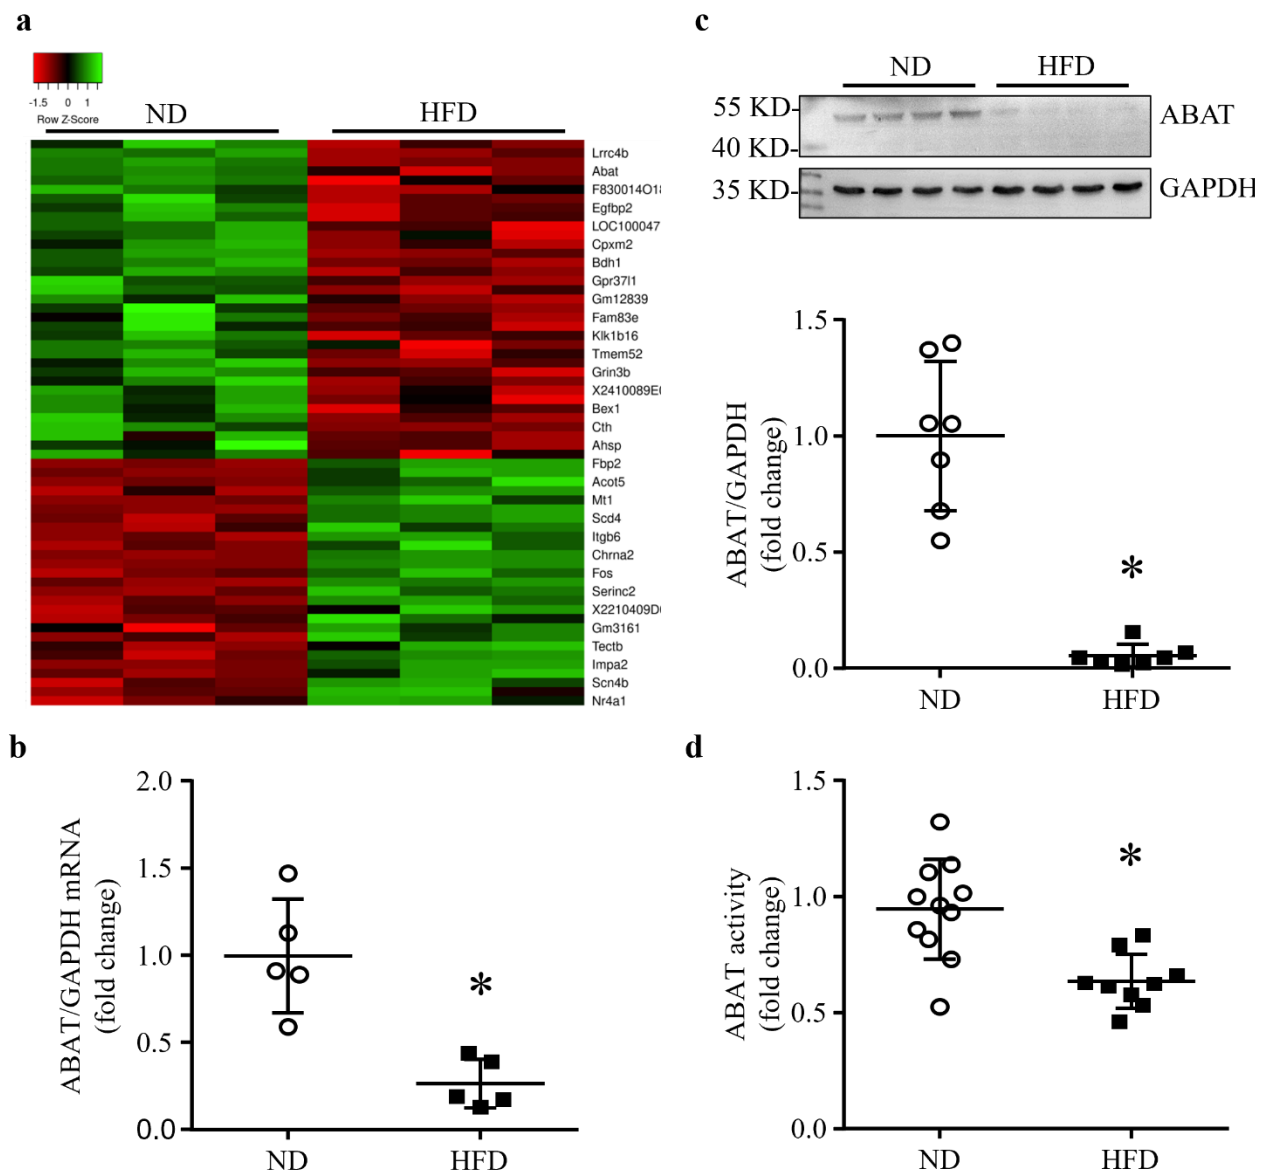 a
-1.5 0 1
Row Z-Score
ND HFD
Lrrc4b
Abat
F830014O1
Egfbp2
LOC100047
Cpxm2
Bdh1
Gpr37l1
Gm12839
Fam83e
Klk1b16
Tmem52
Grin3b
X2410089E
Bex1
Cth
Ahsp
Fbp2
Acot5
Mt1
Scd4
Itgb6
Chrna2
Fos
Serinc2
X2210409D
Gm3161
Tectb
Impa2
Scn4b
Nr4a1
b
ABAT/GAPDH mRNA
(fold change)
2.0
1.5
1.0
0.5
0.0
*
ND HFD
c
ND HFD
55 KD
40 KD
ABAT
35 KD
GAPDH
ABAT/GAPDH
(fold change)
1.5
1.0
0.5
0.0
*
ND HFD
d
ABAT activity
(fold change)
1.5
1.0
0.5
0.0
*
ND HFD